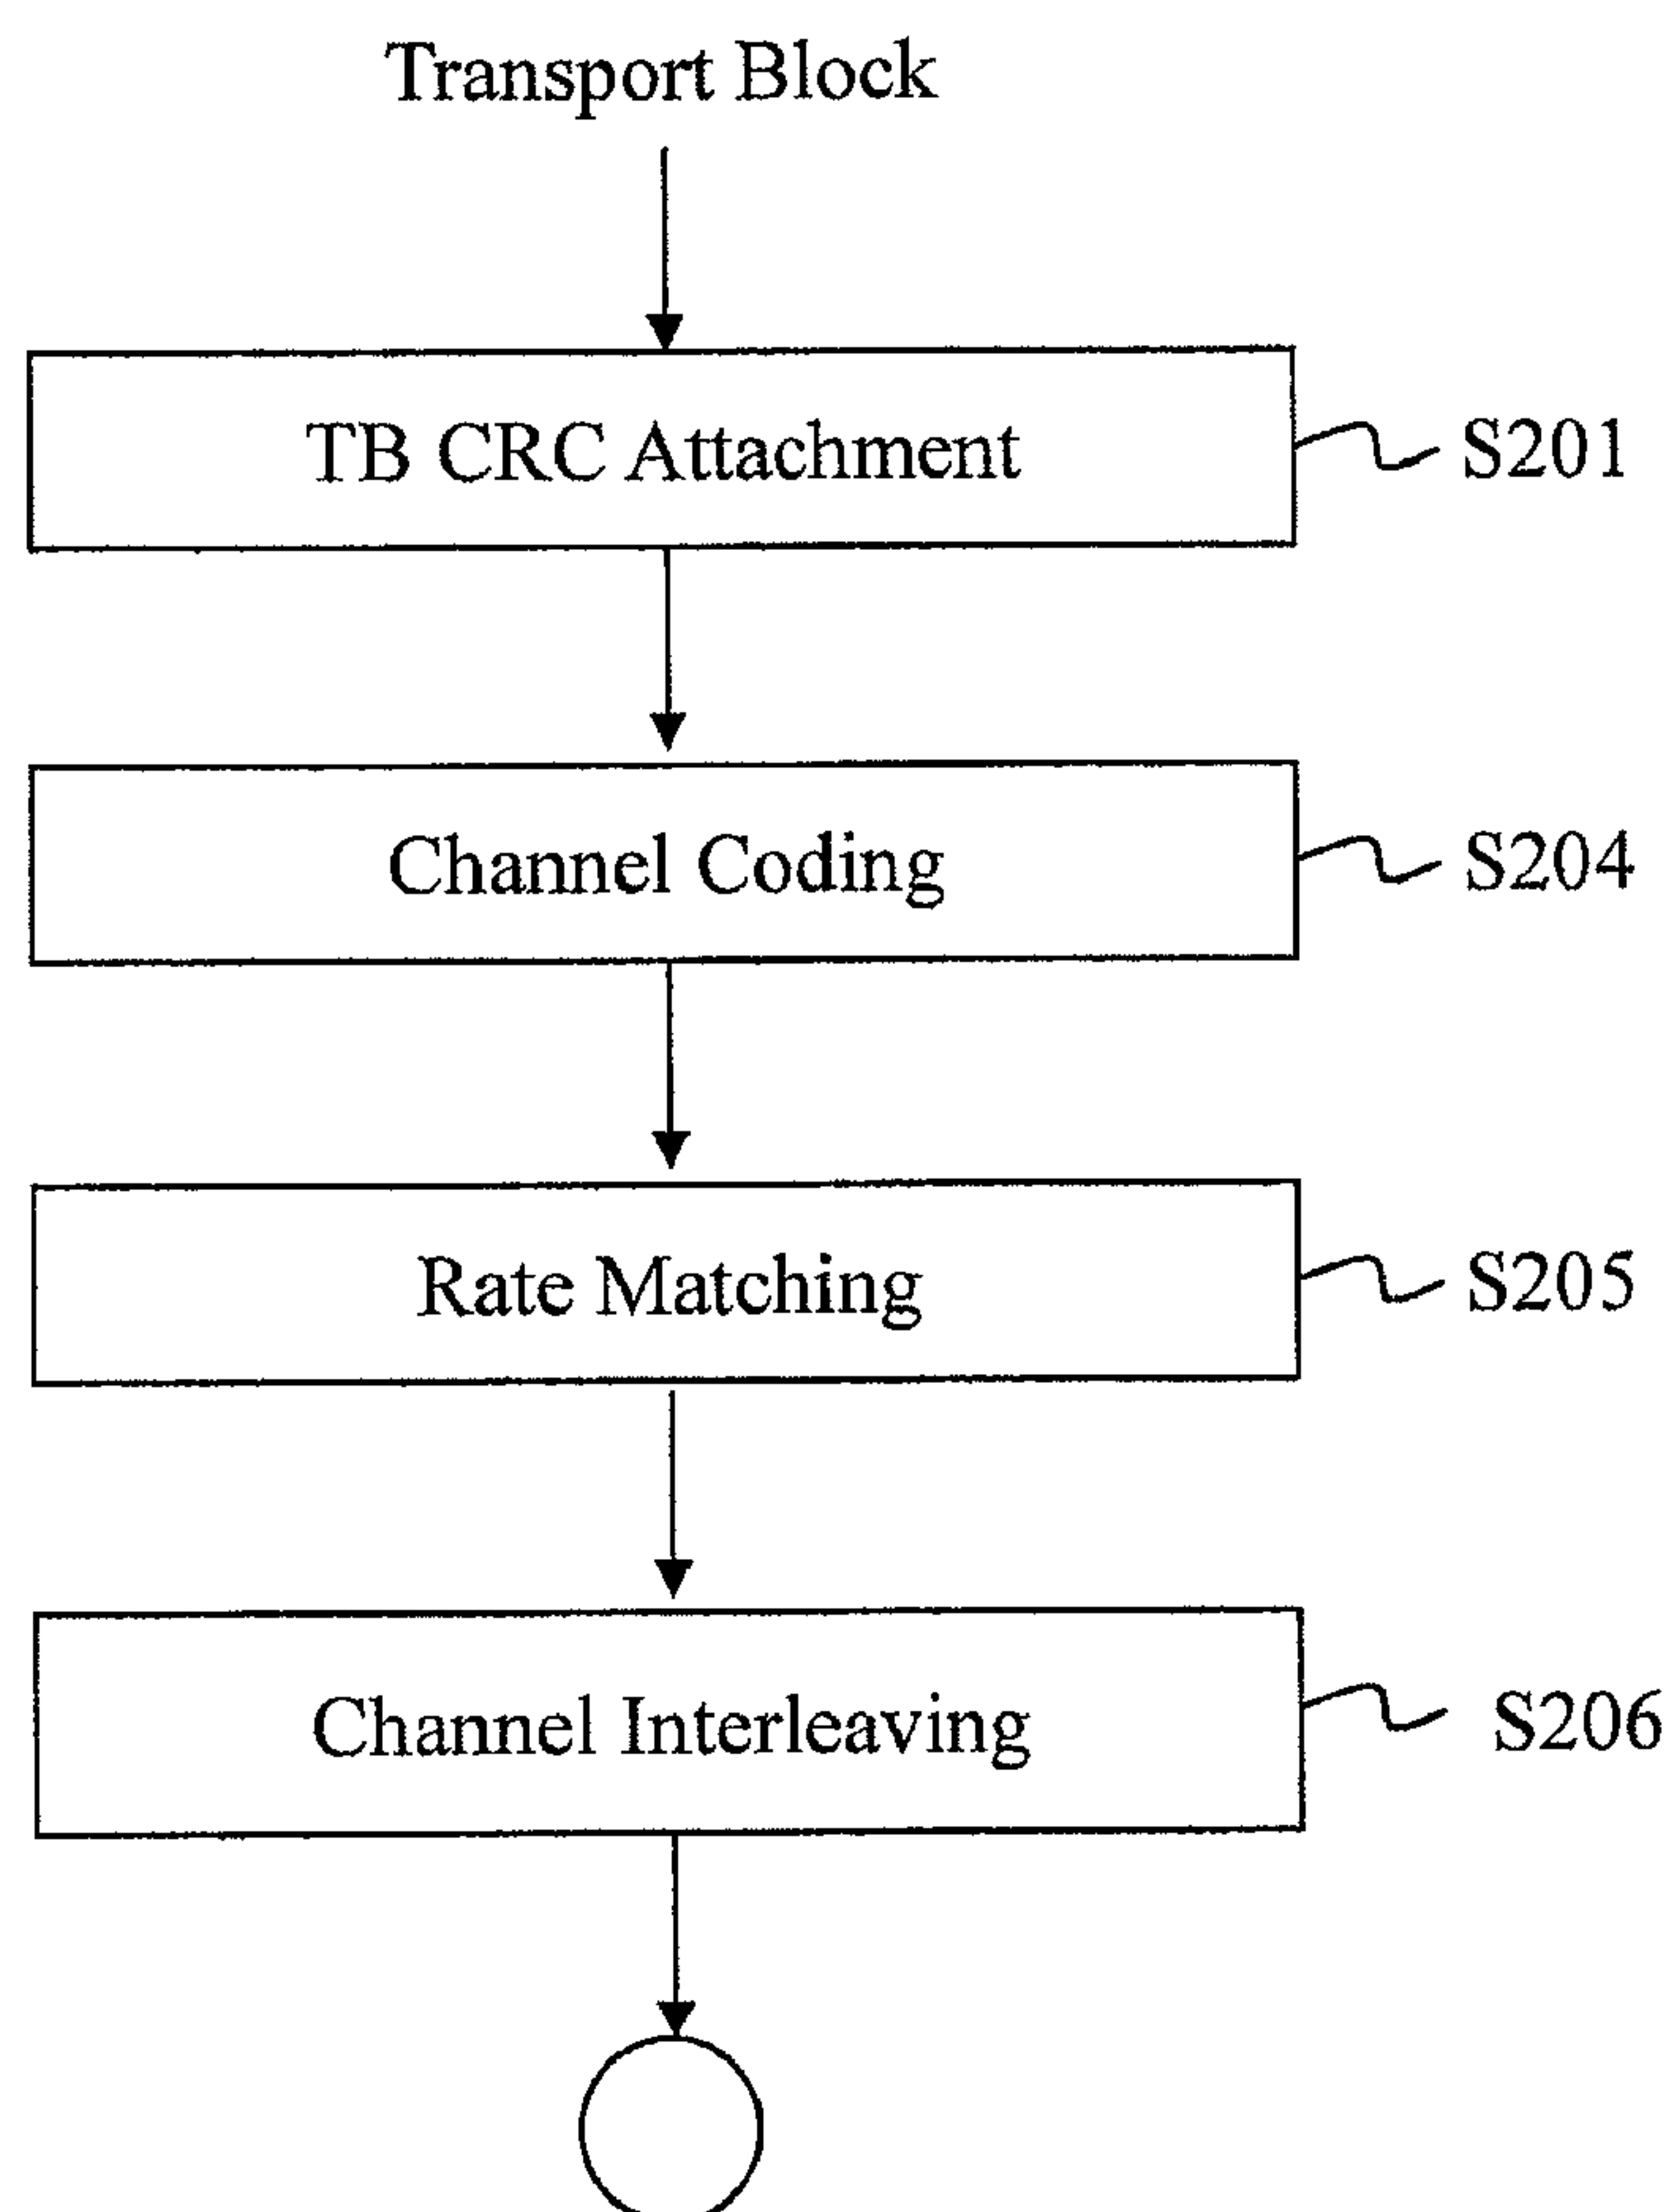 Transport Block
TB CRC Attachment
S201
Channel Coding
S204
Rate Matching
S205
Channel Interleaving
S206